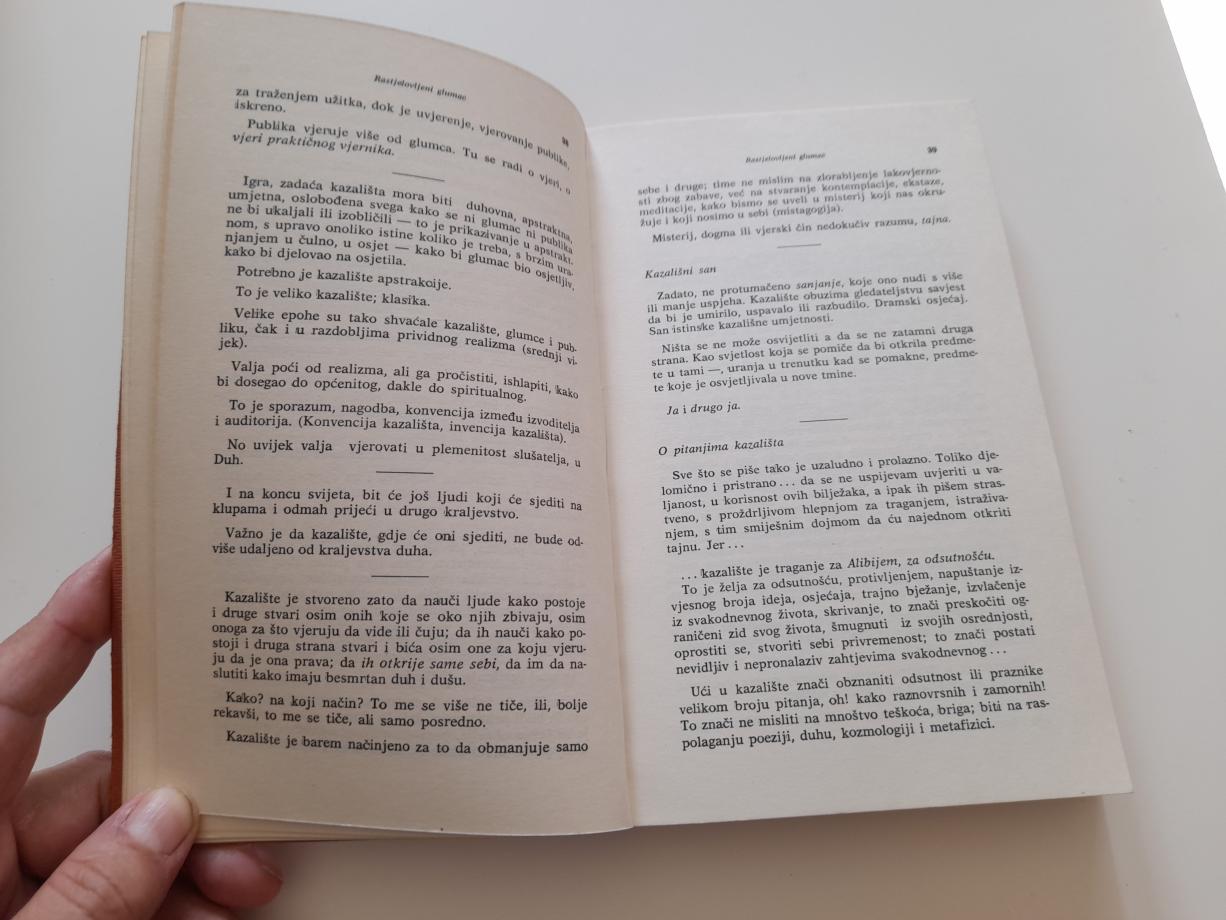 Rastjelovljeni glumac
38
za traženjem užitka, dok je uvjerenje, vjerovanje publike,
iskreno.
Publika vjeruje više od glumca. Tu se radi o vjeri, o
vjeri praktičnog vjernika.
Igra, zadaća kazališta mora biti duhovna, apstraktna,
umjetna, oslobođena svega kako se ni glumac ni publika
ne bi ukaljali ili izobličili — to je prikazivanje u apstrakt-
nom, s upravo onoliko istine koliko je treba, s brzim ura-
njanjem u čulno, u osjet — kako bi glumac bio osjetljiv,
kako bi djelovao na osjetila.
Potrebno je kazalište apstrakcije.
To je veliko kazalište; klasika.
Velike epohe su tako shvaćale kazalište, glumce i pub-
liku, čak i u razdobljima prividnog realizma (srednji vi-
jek).
Valja poći od realizma, ali ga pročistiti, ishlapiti, kako
bi dosegao do općenitog, dakle do spiritualnog.
To je sporazum, nagodba, konvencija između izvoditelja
i auditorija. (Konvencija kazališta, invencija kazališta).
No uvijek valja vjerovati u plemenitost slušatelja, u
Duh.
I na koncu svijeta, bit će još ljudi koji će sjediti na
klupama i odmah prijeći u drugo kraljevstvo.
Važno je da kazalište, gdje će oni sjediti, ne bude od-
više udaljeno od kraljevstva duha.
Kazalište je stvoreno zato da nauči ljude kako postoje
i druge stvari osim onih koje se oko njih zbivaju, osim
onoga za što vjeruju da vide ili čuju; da ih nauči kako po-
stoji i druga strana stvari i bića osim one za koju vjeru-
ju da je ona prava; da ih otkrije same sebi, da im da na-
slutiti kako imaju besmrtan duh i dušu.
Kako? na koji način? To me se više ne tiče, ili, bolje
rekavši, to me se tiče, ali samo posredno.
Kazalište je barem načinjeno za to da obmanjuje samo
Rastjelovljeni glumac
39
sebe i druge; time ne mislim na zlorabljenje lakovjerno-
sti zbog zabave, već na stvaranje kontemplacije, ekstaze,
meditacije, kako bismo se uveli u misterij koji nas okru-
žuje i koji nosimo u sebi (mistagogija).
Misterij, dogma ili vjerski čin nedokučiv razumu, tajna.
Kazališni san
Zadato, ne protumačeno sanjanje, koje ono nudi s više
ili manje uspjeha. Kazalište obuzima gledateljstvu savjest
da bi je umirilo, uspavalo ili razbudilo. Dramski osjećaj.
San istinske kazališne umjetnosti.
Ništa se ne može osvijetliti a da se ne zatamni druga
strana. Kao svjetlost koja se pomiče da bi otkrila predme-
te u tami —, uranja u trenutku kad se pomakne, predme-
te koje je osvjetljivala u nove tmine.
Ja i drugo ja.
O pitanjima kazališta
Sve što se piše tako je uzaludno i prolazno. Toliko dje-
lomično i pristrano... da se ne uspijevam uvjeriti u va-
ljanost, u korisnost ovih bilježaka, a ipak ih pišem stras-
tveno, s proždrljivom hlepnjom za traganjem, istraživa-
njem, s tim smiješnim dojmom da ću najednom otkriti
tajnu. Jer...
... kazalište je traganje za Alibijem, za odsutnošću.
To je želja za odsutnošću, protivljenjem, napuštanje iz-
vjesnog broja ideja, osjećaja, trajno bježanje, izvlačenje
iz svakodnevnog života, skrivanje, to znači preskočiti og-
raničeni zid svog života, šmugnuti iz svojih osrednjosti,
oprostiti se, stvoriti sebi privremenost; to znači postati
nevidljiv i nepronalaziv zahtjevima svakodnevnog...
Ući u kazalište znači obznaniti odsutnost ili praznike
velikom broju pitanja, oh! kako raznovrsnih i zamornih!
To znači ne misliti na mnoštvo teškoća, briga; biti na ras-
polaganju poeziji, duhu, kozmologiji i metafizici.